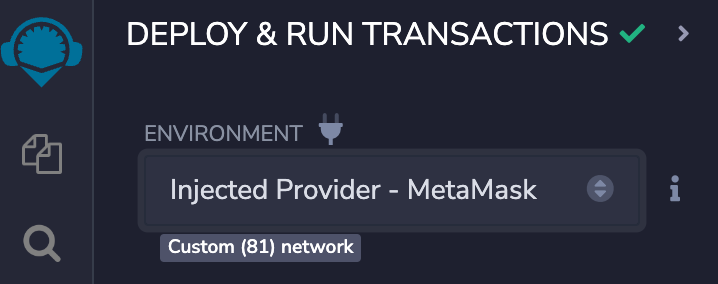 DEPLOY & RUN TRANSACTIONS
ENVIRONMENT
Injected Provider - MetaMask
Custom (81) network